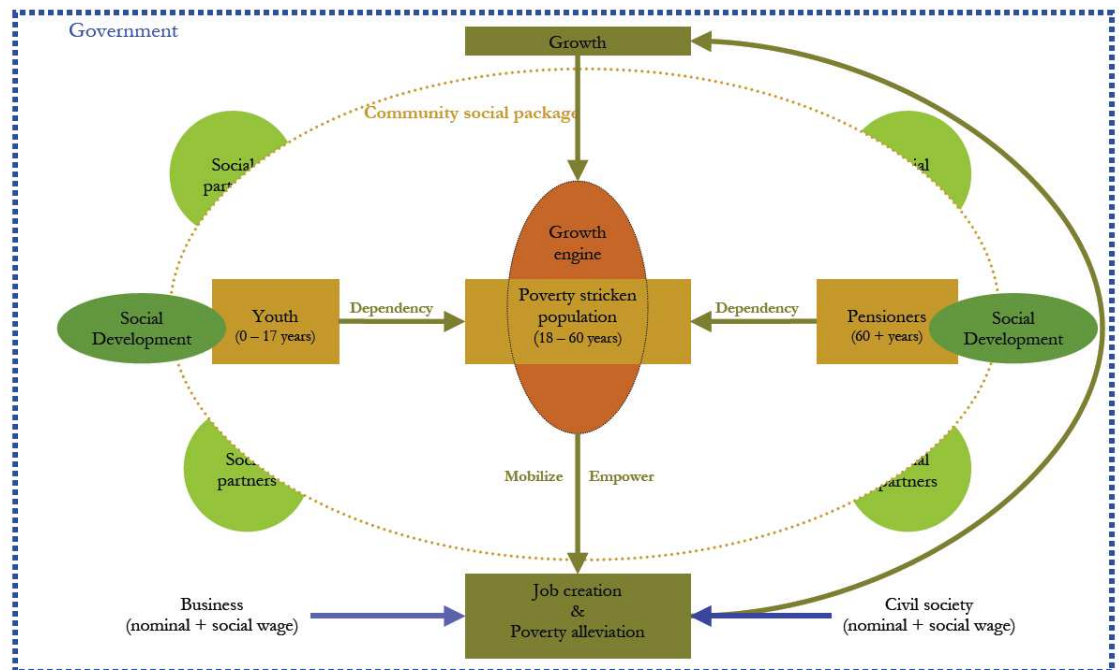 Government
Growth
Community social package
Social
Growth
engine
Social
Development
Youth
(0 – 17 years)
Dependency
Poverty stricken
population
(18 – 60 years)
Dependency
Pensioners
(60 + years)
Social
Development
Mobilize
Empower
partners
partners
Job creation
&
Poverty alleviation
Business
(nominal + social wage)
Civil society
(nominal + social wage)